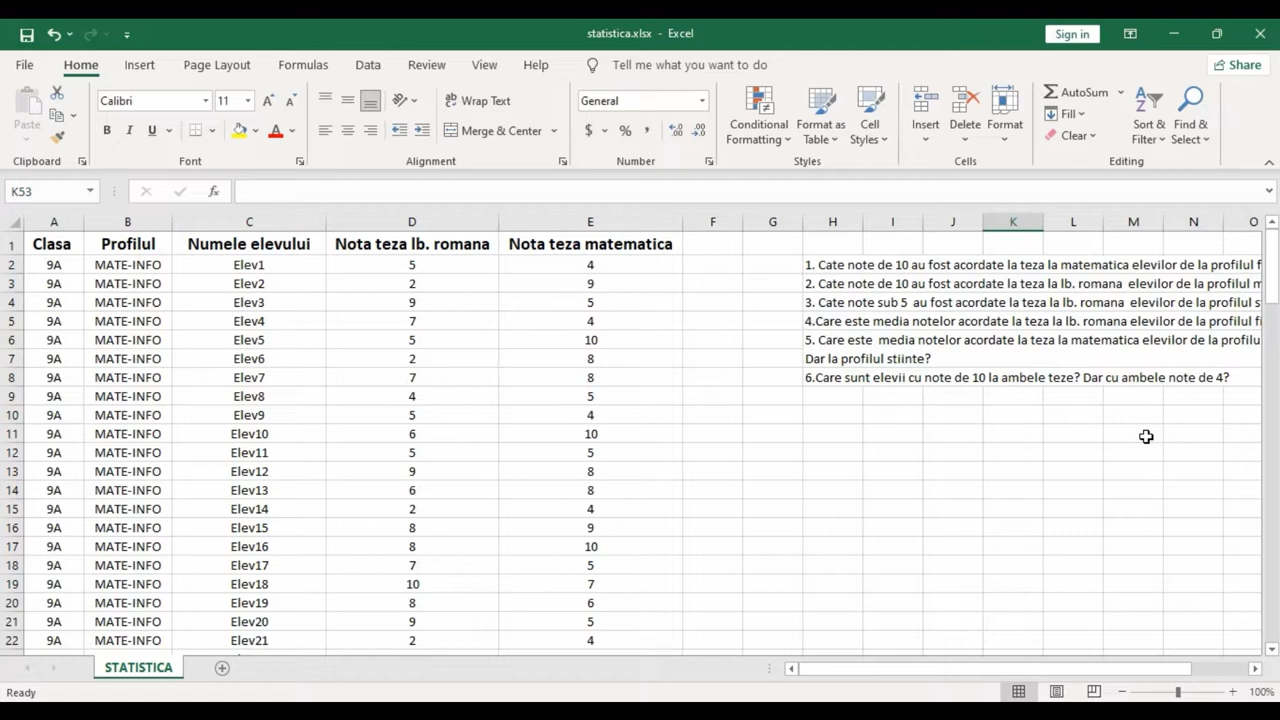 statistica.xlsx - Excel
Sign in
File Home Insert Page Layout Formulas Data Review View Help Tell me what you want to do Share
Paste
Clipboard
Calibri 11
B I U
Font
Wrap Text
Merge & Center
Alignment
General
$ % ,
Number
Conditional Formatting
Format as Table
Cell Styles
Styles
Insert Delete Format
Cells
AutoSum
Fill
Clear
Sort & Filter
Find & Select
Editing
K53 fx
A B C D E F G H I J K L M N O
1 Clasa Profilul Numele elevului Nota teza lb. romana Nota teza matematica
2 9A MATE-INFO Elev1 5 4 1. Cate note de 10 au fost acordate la teza la matematica elevilor de la profilul f
3 9A MATE-INFO Elev2 2 9 2. Cate note de 10 au fost acordate la teza la lb. romana elevilor de la profilul m
4 9A MATE-INFO Elev3 9 5 3. Cate note sub 5 au fost acordate la teza la lb. romana elevilor de la profilul s
5 9A MATE-INFO Elev4 7 4 4.Care este media notelor acordate la teza la lb. romana elevilor de la profilul fi
6 9A MATE-INFO Elev5 5 10 5. Care este media notelor acordate la teza la matematica elevilor de la profilu
7 9A MATE-INFO Elev6 2 8 Dar la profilul stiinte?
8 9A MATE-INFO Elev7 7 8 6.Care sunt elevii cu note de 10 la ambele teze? Dar cu ambele note de 4?
9 9A MATE-INFO Elev8 4 5
10 9A MATE-INFO Elev9 5 4
11 9A MATE-INFO Elev10 6 10
12 9A MATE-INFO Elev11 5 5
13 9A MATE-INFO Elev12 9 8
14 9A MATE-INFO Elev13 6 8
15 9A MATE-INFO Elev14 2 4
16 9A MATE-INFO Elev15 8 9
17 9A MATE-INFO Elev16 8 10
18 9A MATE-INFO Elev17 7 5
19 9A MATE-INFO Elev18 10 7
20 9A MATE-INFO Elev19 8 6
21 9A MATE-INFO Elev20 9 5
22 9A MATE-INFO Elev21 2 4
STATISTICA
Ready
100%